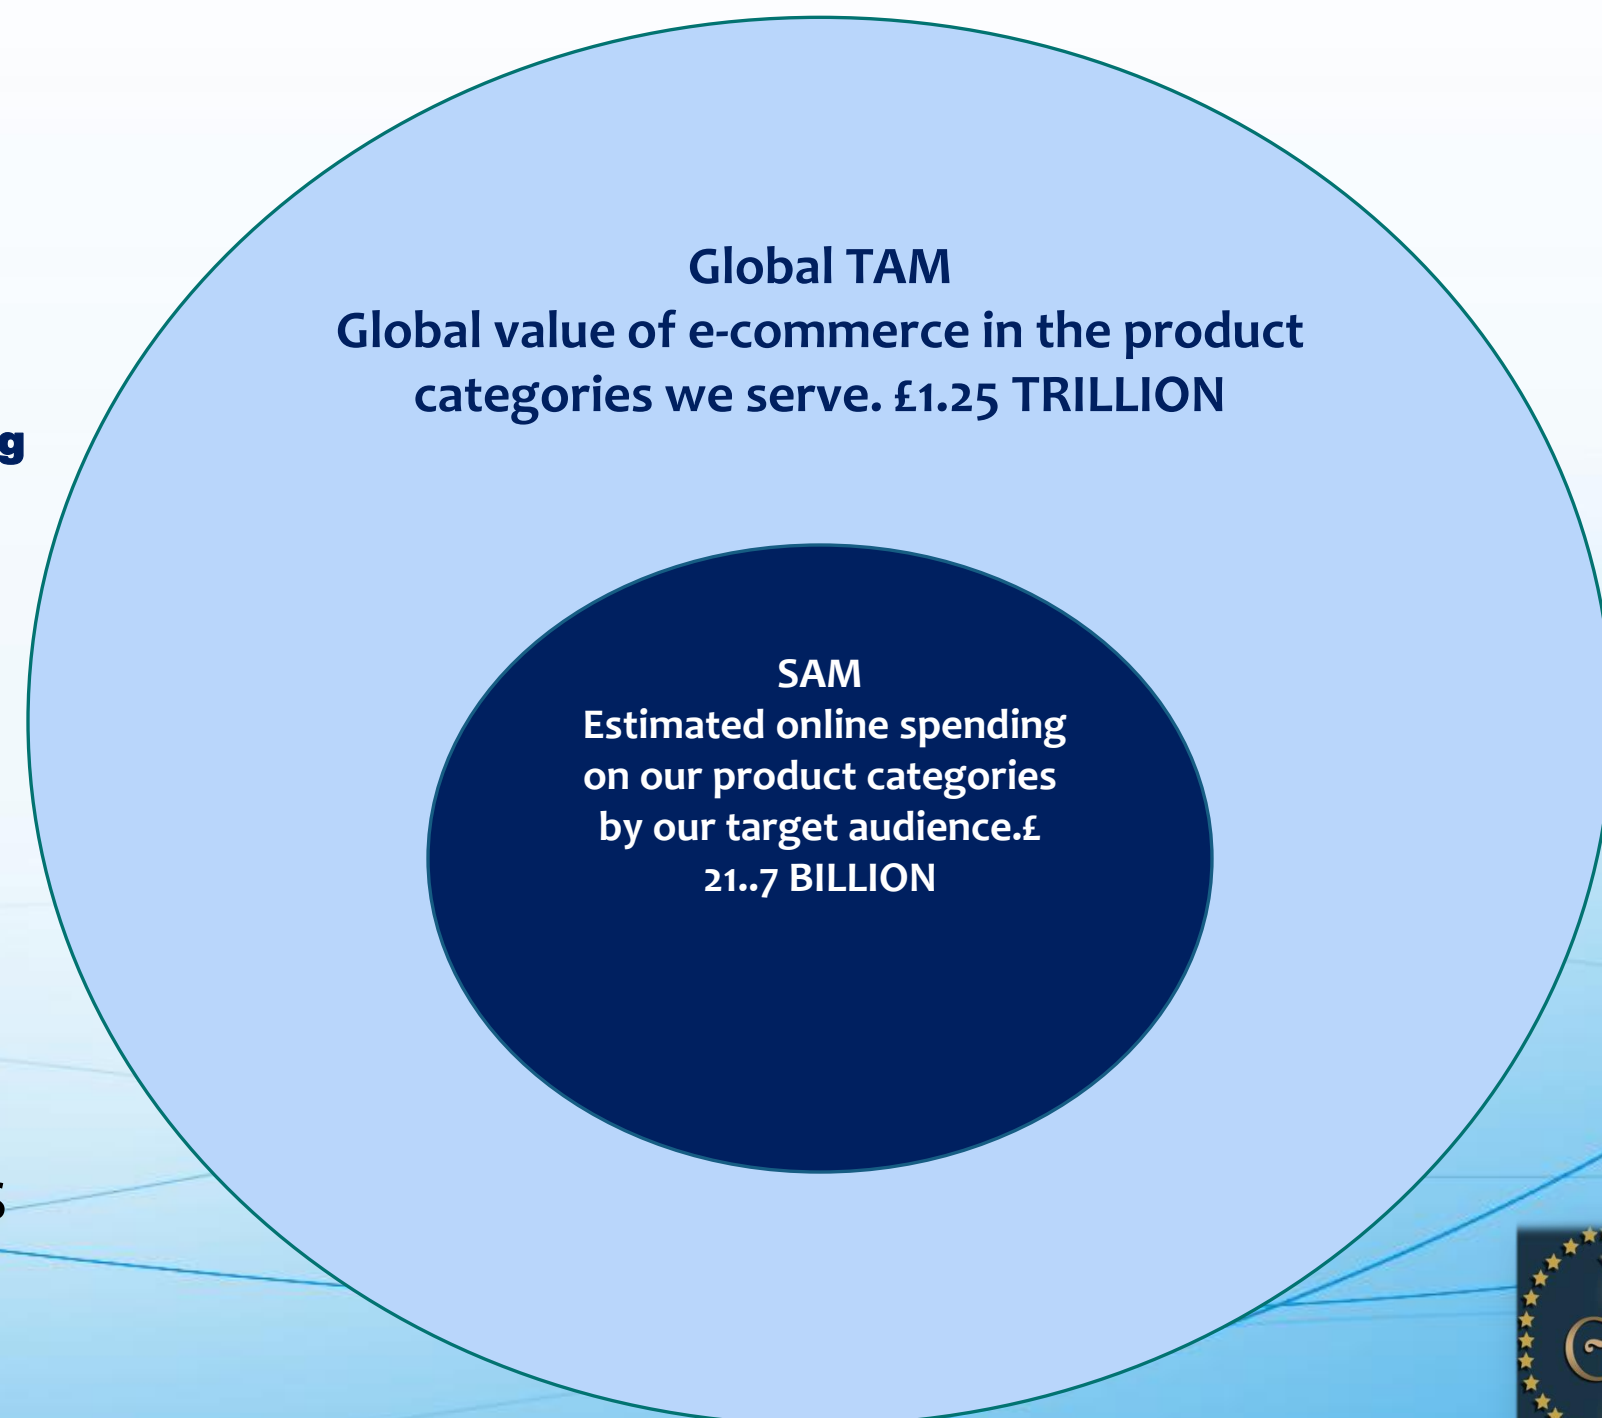 Global TAM
Global value of e-commerce in the product
categories we serve. £1.25 TRILLION
g
SAM
Estimated online spending
on our product categories
by our target audience.£
21..7 BILLION